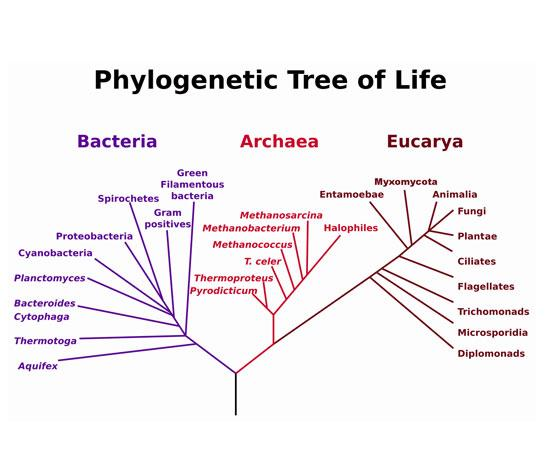 Phylogenetic Tree of Life
Bacteria
Archaea
Eucarya
Green
Filamentous
bacteria
Spirochetes
Gram
positives
Proteobacteria
Cyanobacteria
Planctomyces
Bacteroides
Cytophaga
Thermotoga
Aquifex
Methanosarcina
Methanobacterium
Halophiles
Methanococcus
T. celer
Thermoproteus
Pyrodicticum
Myxomycota
Entamoebae
Animalia
Fungi
Plantae
Ciliates
Flagellates
Trichomonads
Microsporidia
Diplomonads